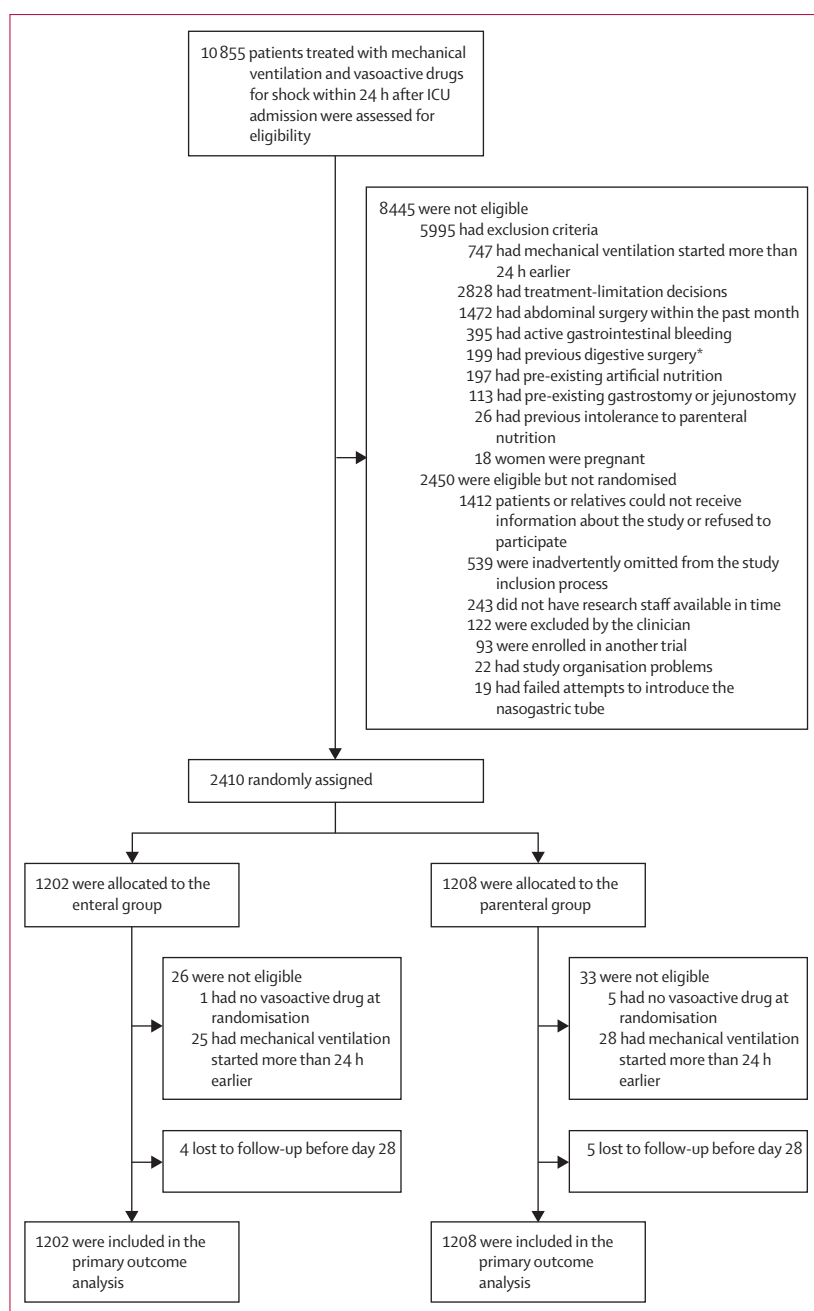 10 855 patients treated with mechanical
ventilation and vasoactive drugs
for shock within 24 h after ICU
admission were assessed for
eligibility
8445 were not eligible
5995 had exclusion criteria
747 had mechanical ventilation started more than
24 h earlier
2828 had treatment-limitation decisions
1472 had abdominal surgery within the past month
395 had active gastrointestinal bleeding
199 had previous digestive surgery*
197 had pre-existing artificial nutrition
113 had pre-existing gastrostomy or jejunostomy
26 had previous intolerance to parenteral
nutrition
18 women were pregnant
2450 were eligible but not randomised
1412 patients or relatives could not receive
information about the study or refused to
participate
539 were inadvertently omitted from the study
inclusion process
243 did not have research staff available in time
122 were excluded by the clinician
93 were enrolled in another trial
22 had study organisation problems
19 had failed attempts to introduce the
nasogastric tube
2410 randomly assigned
1202 were allocated to the
enteral group
1208 were allocated to the
parenteral group
26 were not eligible
1 had no vasoactive drug at
randomisation
25 had mechanical ventilation
started more than 24 h
earlier
33 were not eligible
5 had no vasoactive drug at
randomisation
28 had mechanical ventilation
started more than 24 h
earlier
4 lost to follow-up before day 28
5 lost to follow-up before day 28
1202 were included in the
primary outcome
analysis
1208 were included in the
primary outcome
analysis